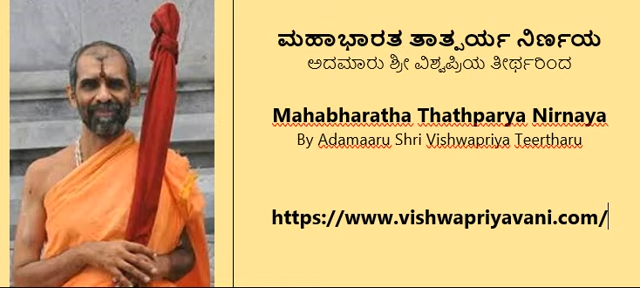 ಮಹಾಭಾರತ ತಾತ್ಪರ್ಯ ನಿರ್ಣಯ
ಅದಮಾರು ಶ್ರೀ ವಿಶ್ವಪ್ರಿಯ ತೀರ್ಥರಿಂದ
Mahabharatha Thathparya Nirnaya
By Adamaaru Shri Vishwapriya Teertharu
https://www.vishwapriyavani.com/